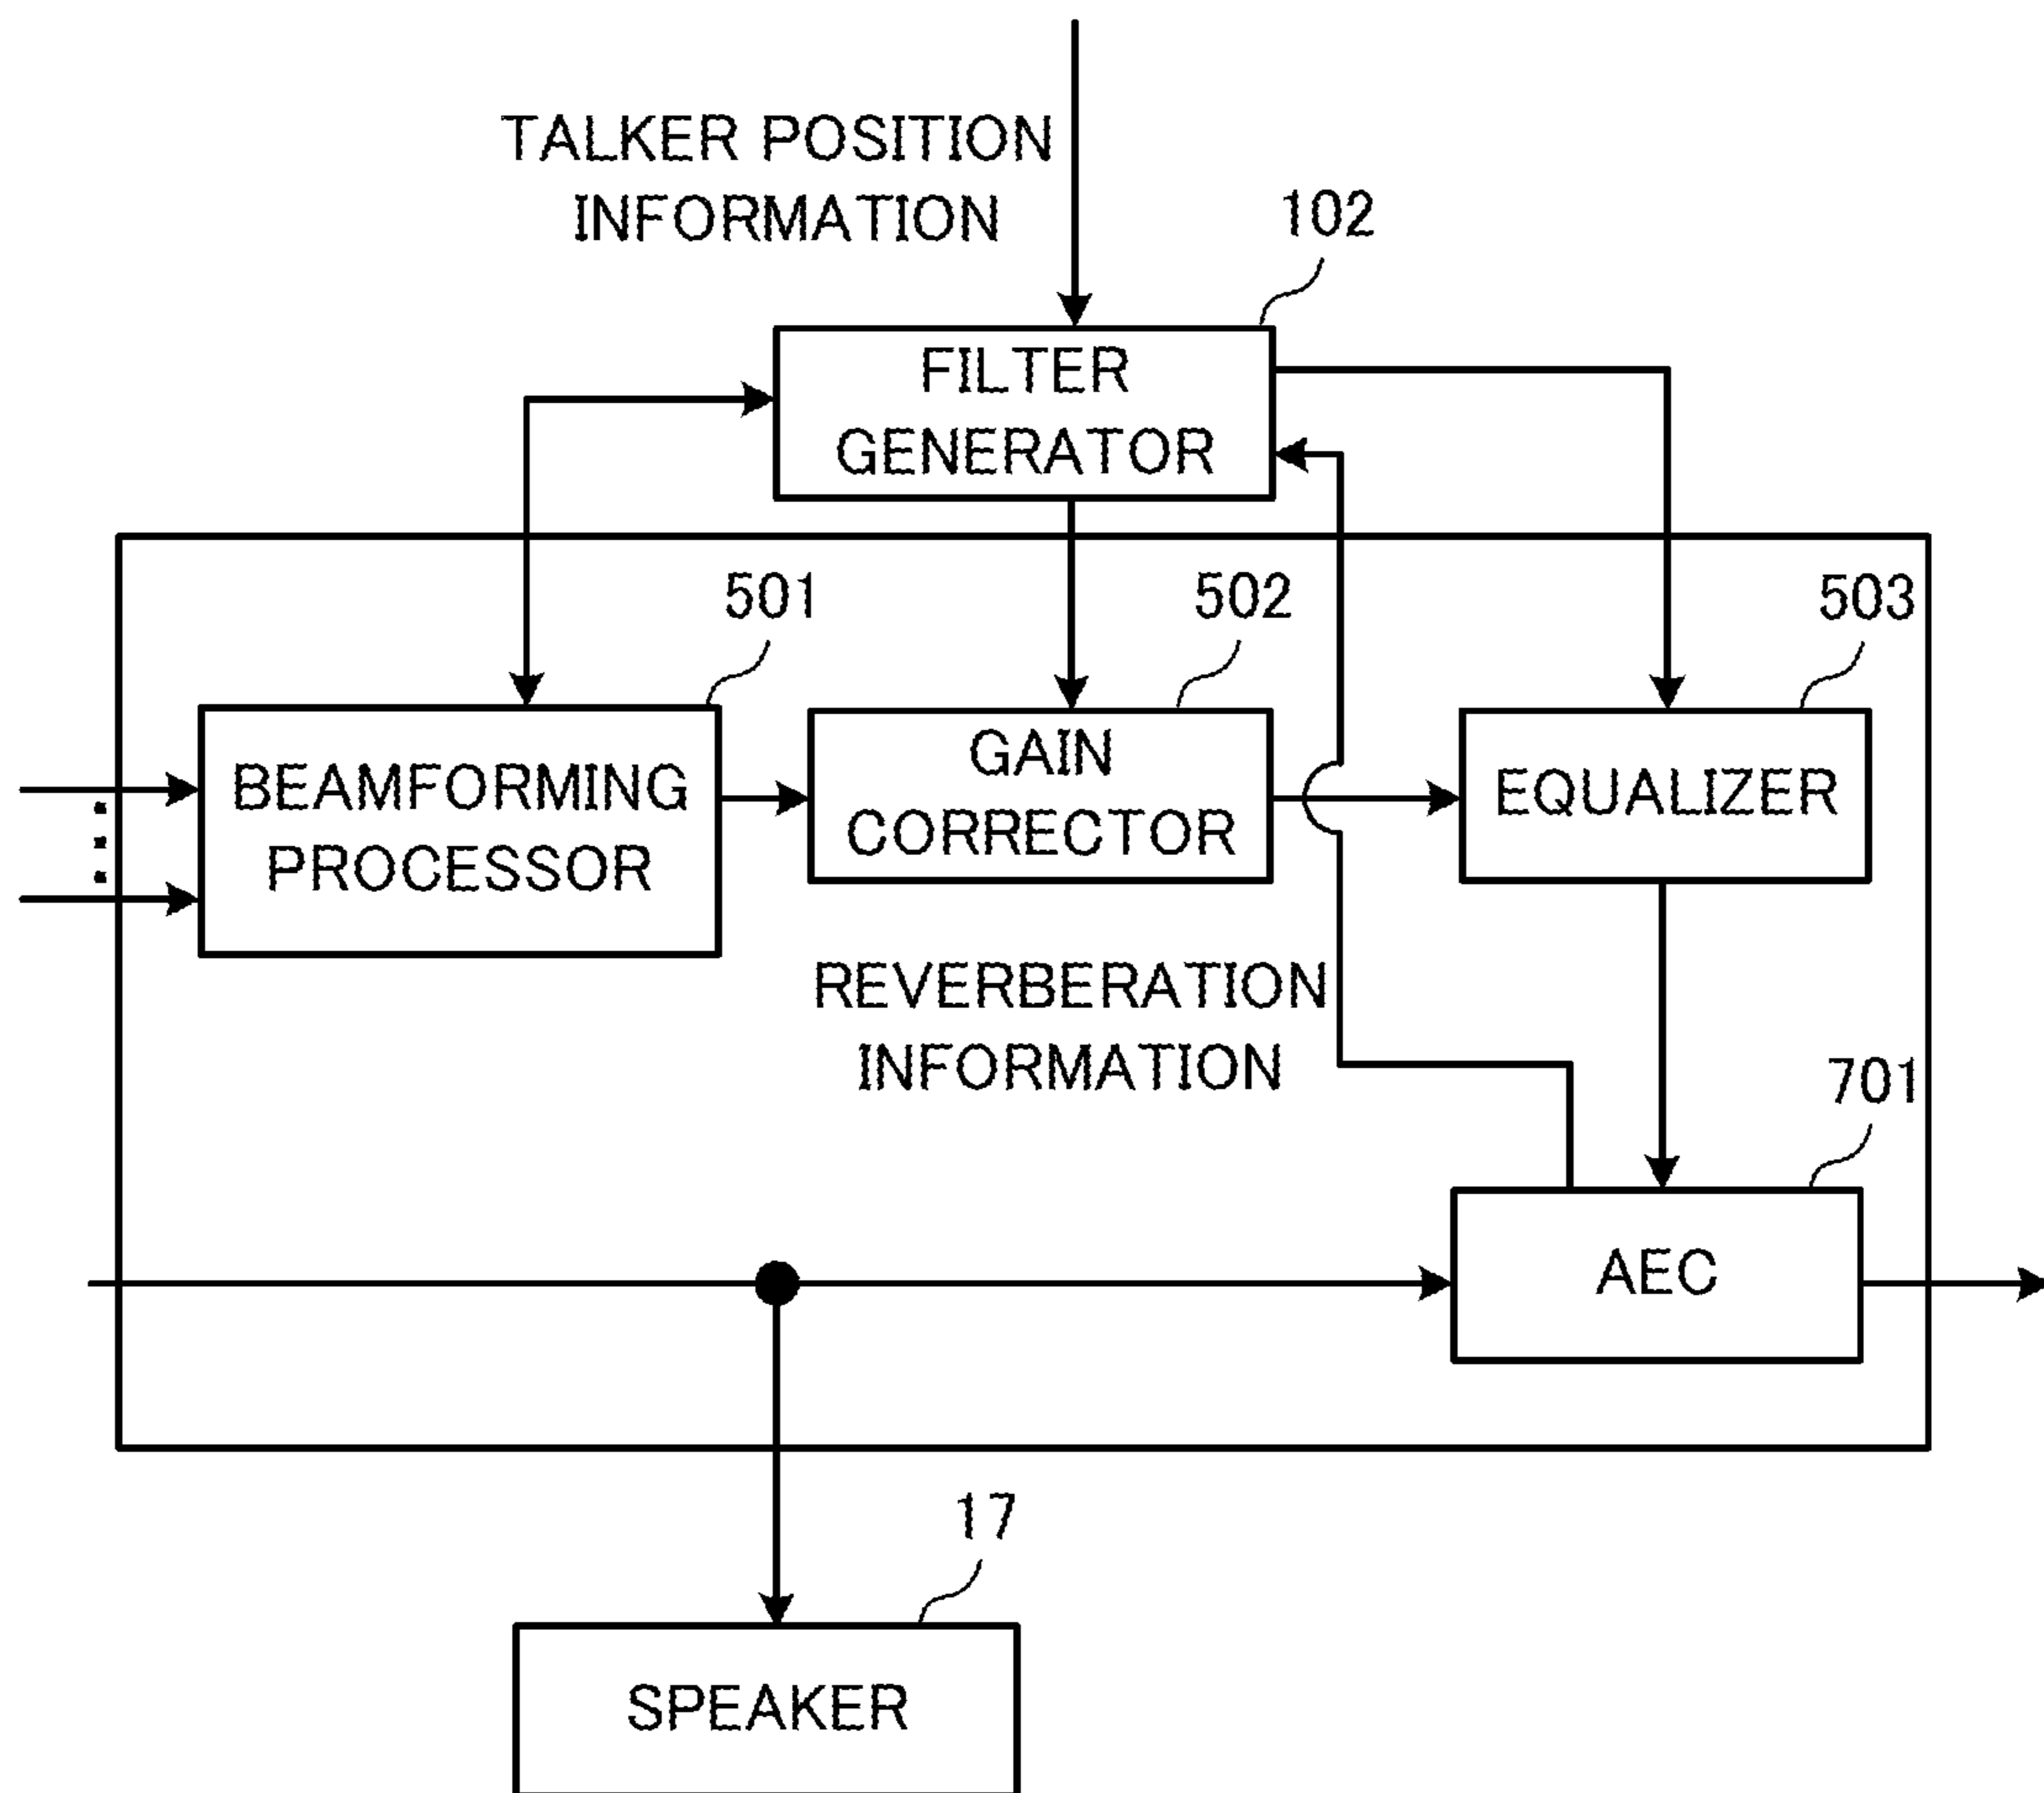 TALKER POSITION
INFORMATION
102
FILTER
GENERATOR
501
502
503
BEAMFORMING
PROCESSOR
GAIN
CORRECTOR
EQUALIZER
REVERBERATION
INFORMATION
701
AEC
17
SPEAKER